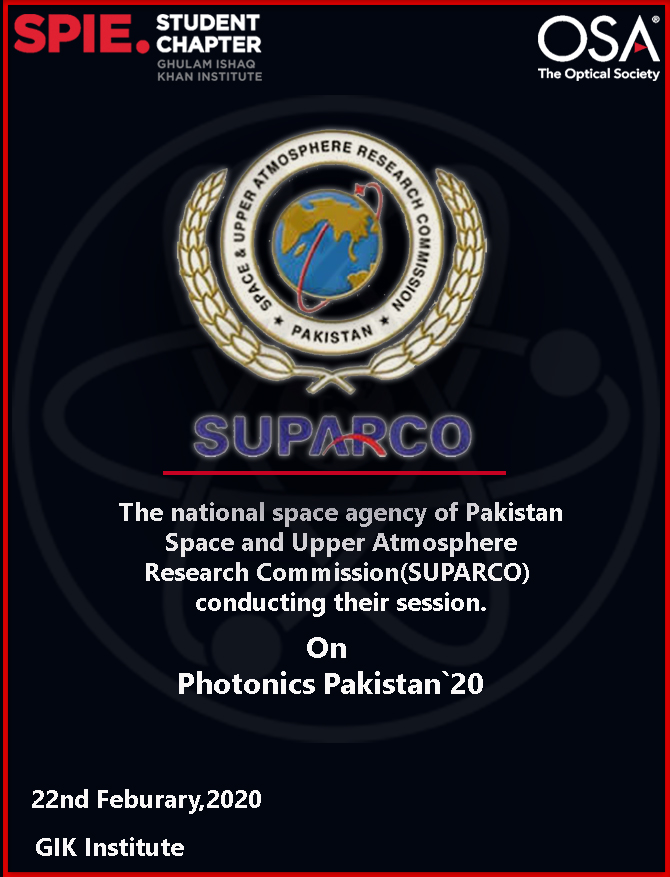 SPIE. STUDENT
CHAPTER
GHULAM ISHAQ
KHAN INSTITUTE
OSA®
The Optical Society
SPACE & UPPER ATMOSPHERE RESEARCH COMMISSION
★ PAKISTAN ★
SUPARCO
The national space agency of Pakistan
Space and Upper Atmosphere
Research Commission(SUPARCO)
conducting their session.
On
Photonics Pakistan`20
22nd Feburary,2020
GIK Institute